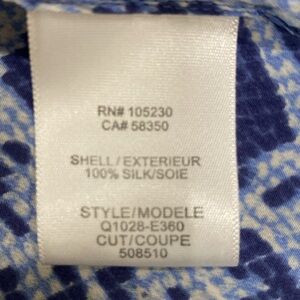 RN# 105230
CA# 58350
SHELL/EXTERIEUR
100% SILK/SOIE
STYLE/MODELE
Q1028-E360
CUT/COUPE
508510